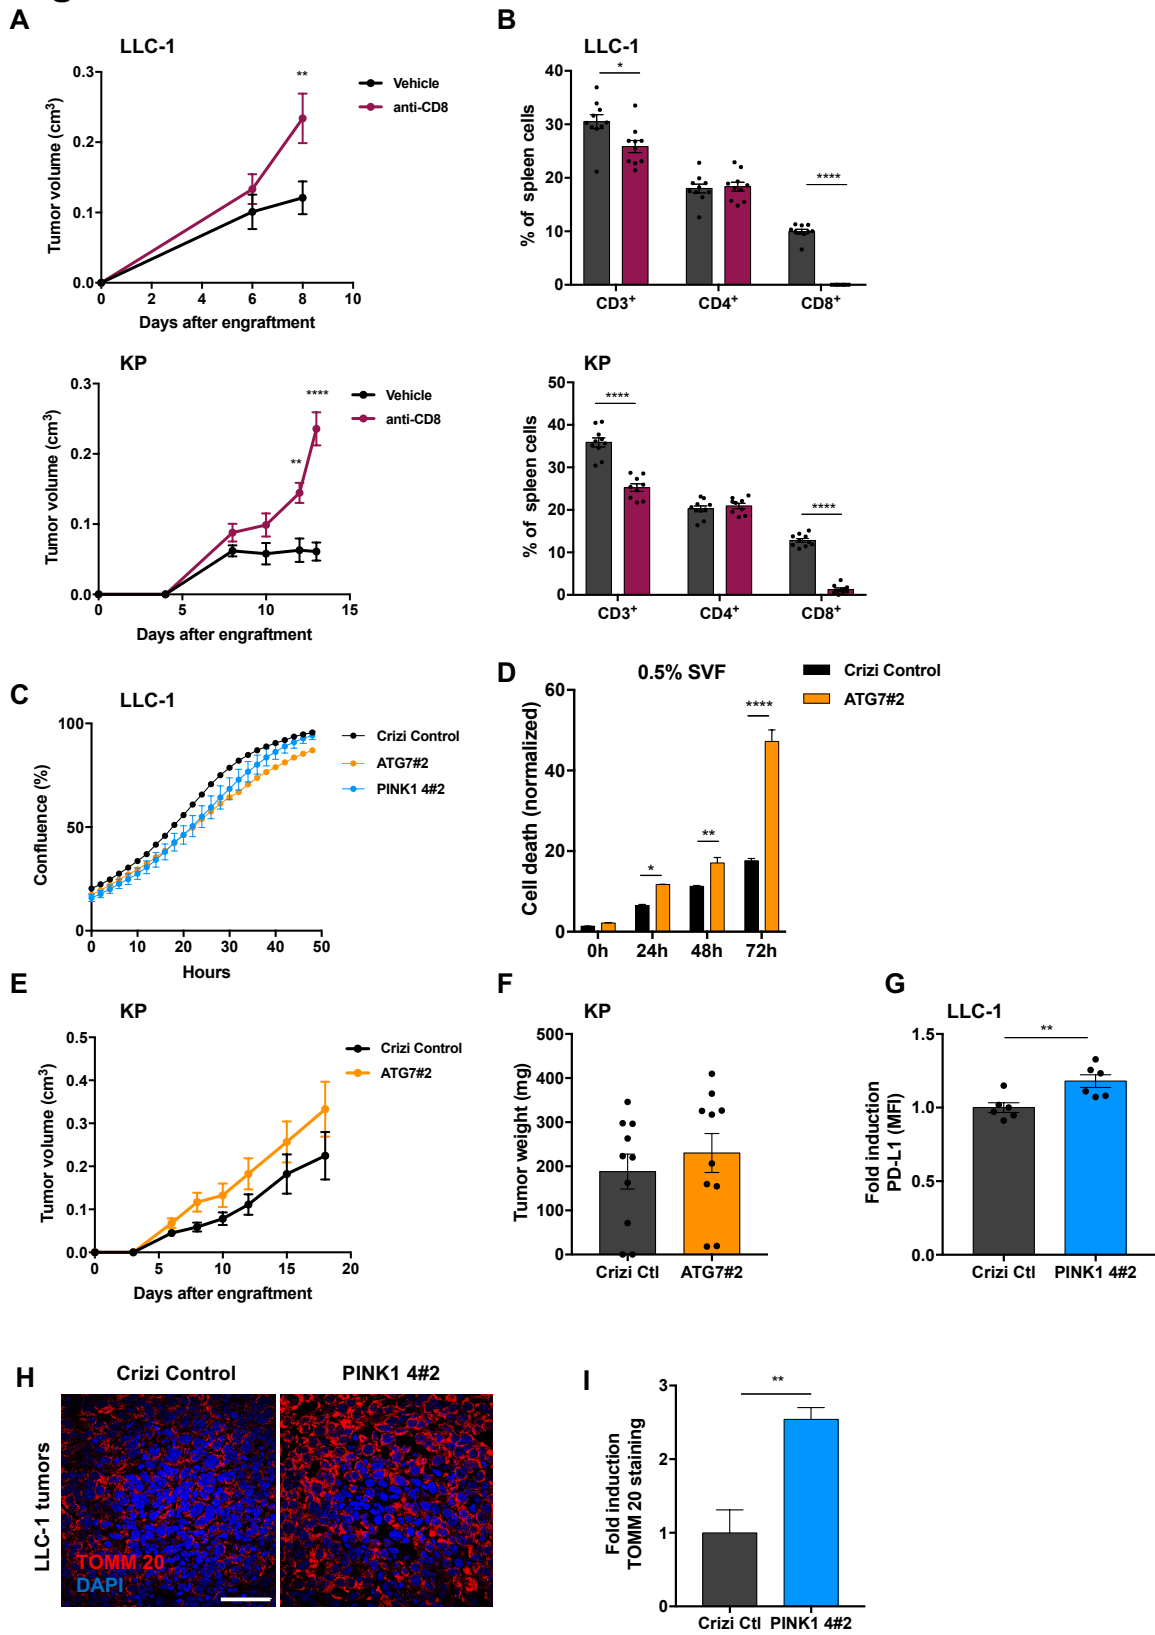 A
LLC-1
Tumor volume (cm³)
0.3
0.2
0.1
0.0
0 2 4 6 8 10
Days after engraftment
**
Vehicle
anti-CD8
B
LLC-1
% of spleen cells
40
30
20
10
0
*
****
CD3⁺ CD4⁺ CD8⁺
KP
Tumor volume (cm³)
0.3
0.2
0.1
0.0
0 5 10 15
Days after engraftment
**
****
Vehicle
anti-CD8
KP
% of spleen cells
50
40
30
20
10
0
****
****
CD3⁺ CD4⁺ CD8⁺
C
LLC-1
Confluence (%)
100
50
0
0 10 20 30 40 50
Hours
Crizi Control
ATG7#2
PINK1 4#2
D
0.5% SVF
Cell death (normalized)
60
40
20
0
*
**
****
0h 24h 48h 72h
Crizi Control
ATG7#2
E
KP
Tumor volume (cm³)
0.5
0.4
0.3
0.2
0.1
0.0
0 5 10 15 20
Days after engraftment
Crizi Control
ATG7#2
F
KP
Tumor weight (mg)
500
400
300
200
100
0
Crizi Ctl ATG7#2
G
LLC-1
Fold induction
PD-L1 (MFI)
1.5
1.0
0.5
0.0
**
Crizi Ctl PINK1 4#2
H
Crizi Control PINK1 4#2
LLC-1 tumors
TOMM 20
DAPI
I
Fold induction
TOMM 20 staining
3
2
1
0
**
Crizi Ctl PINK1 4#2